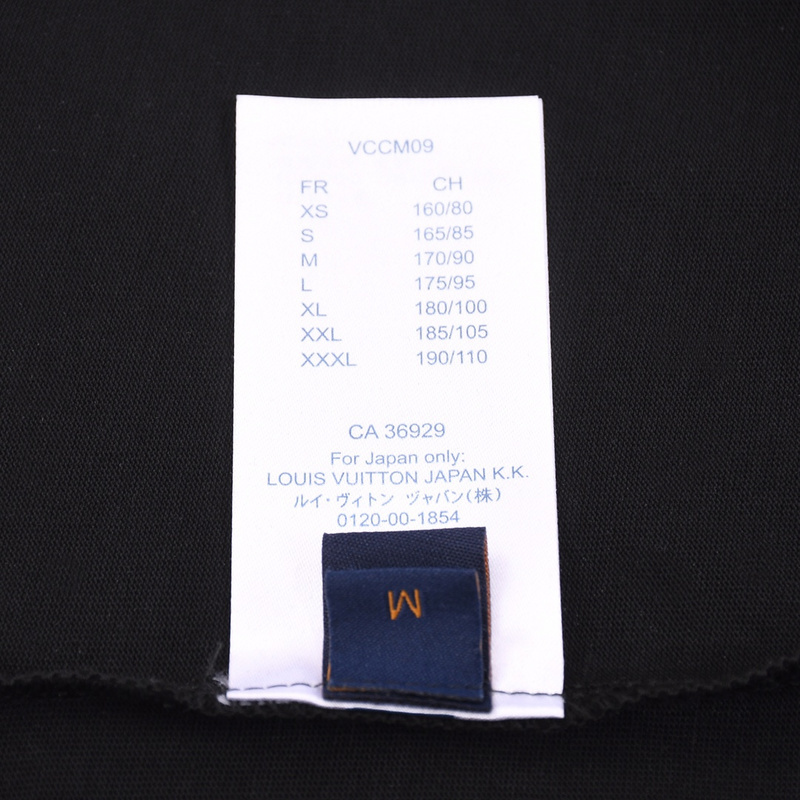 VCCM09
FR CH
XS 160/80
S 165/85
M 170/90
L 175/95
XL 180/100
XXL 185/105
XXXL 190/110
CA 36929
For Japan only:
LOUIS VUITTON JAPAN K.K.
ルイ・ヴィトン ヅャパン(株)
0120-00-1854
M